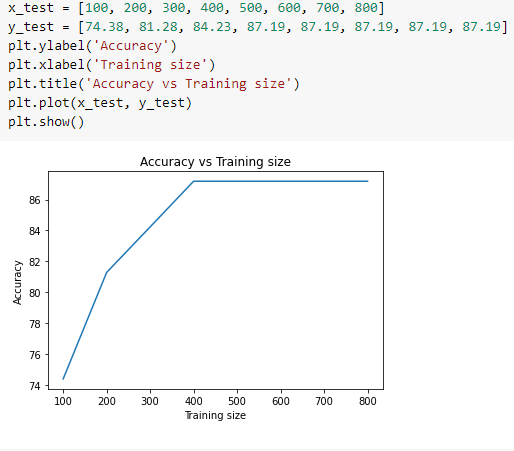 x_test = [100, 200, 300, 400, 500, 600, 700, 800]
y_test = [74.38, 81.28, 84.23, 87.19, 87.19, 87.19, 87.19, 87.19]
plt.ylabel('Accuracy')
plt.xlabel('Training size')
plt.title('Accuracy vs Training size')
plt.plot(x_test, y_test)
plt.show()
Accuracy vs Training size
86
84
82
80
78
76
74
Accuracy
100 200 300 400 500 600 700 800
Training size